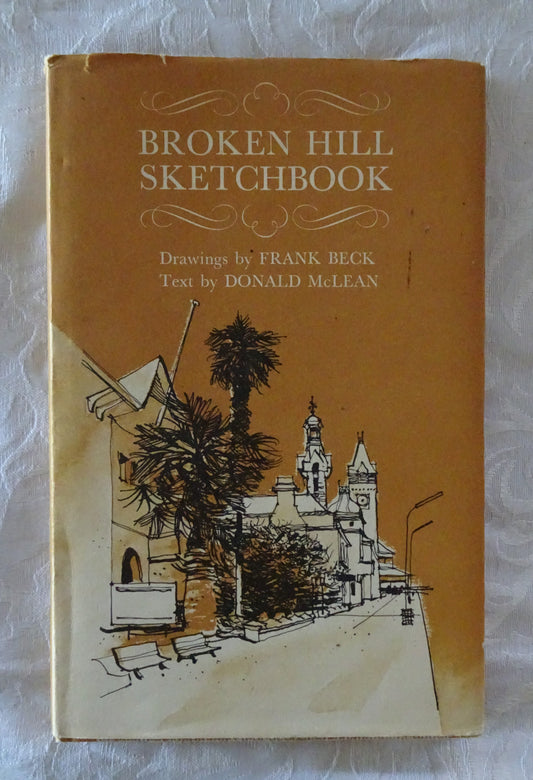 BROKEN HILL
SKETCHBOOK
Drawings by FRANK BECK
Text by DONALD McLEAN